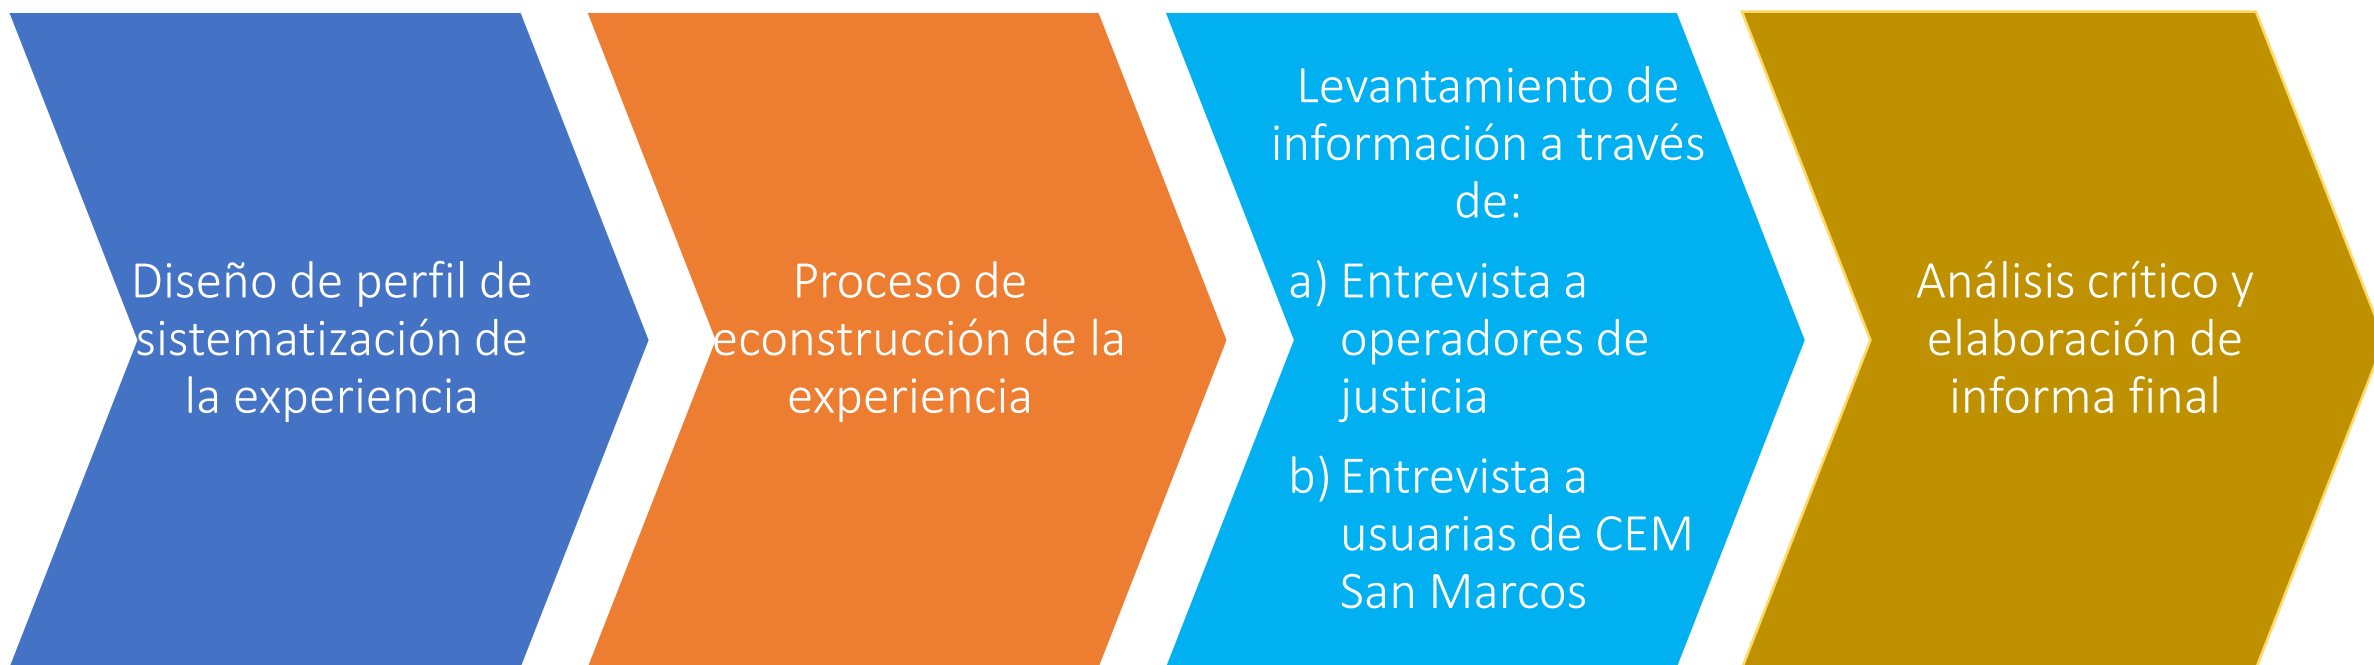 Diseño de perfil de
sistematización de
la experiencia
Proceso de
econstrucción de la
experiencia
Levantamiento de
información a través
de:
a) Entrevista a
operadores de
justicia
b) Entrevista a
usuarias de CEM
San Marcos
Análisis crítico y
elaboración de
informa final